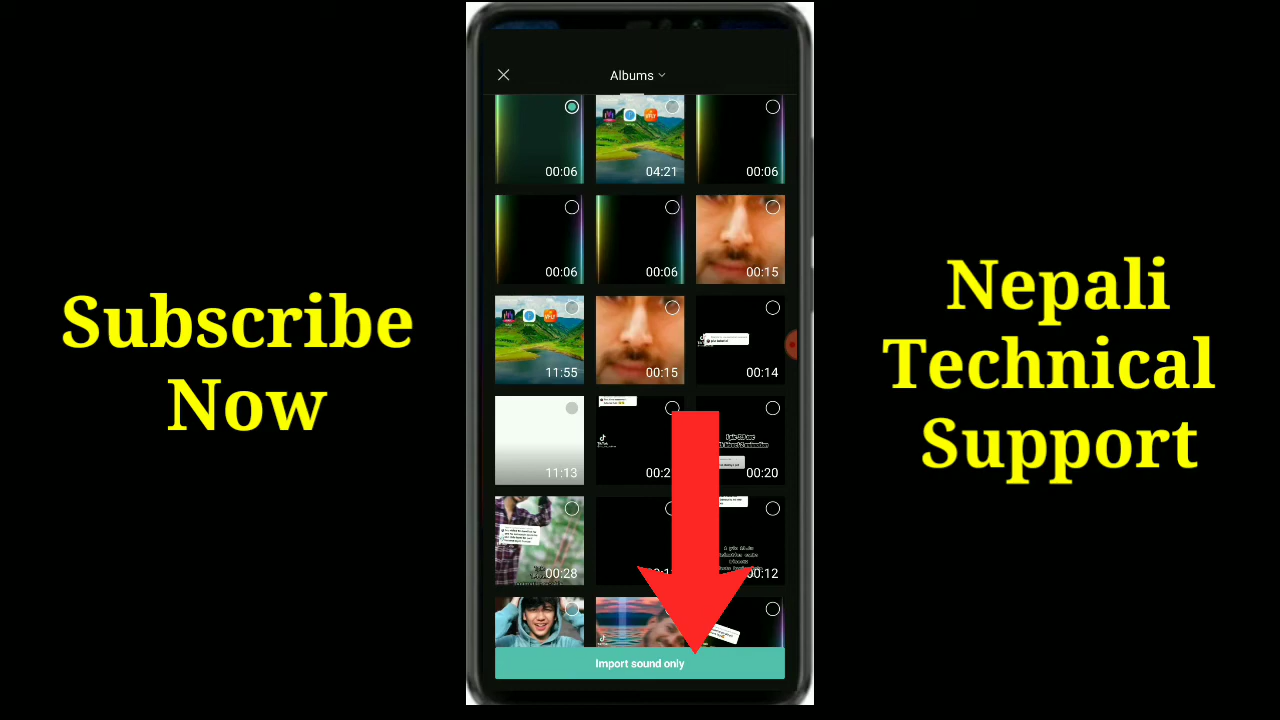 Albums
00:06
04:21
00:06
00:06
00:06
00:15
11:55
00:15
00:14
11:13
00:20
00:28
00:12
Import sound only
Subscribe
Now
Nepali
Technical
Support